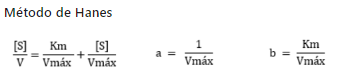 Método de Hanes
[S]/V = Km/Vmáx + [S]/Vmáx    a = 1/Vmáx    b = Km/Vmáx